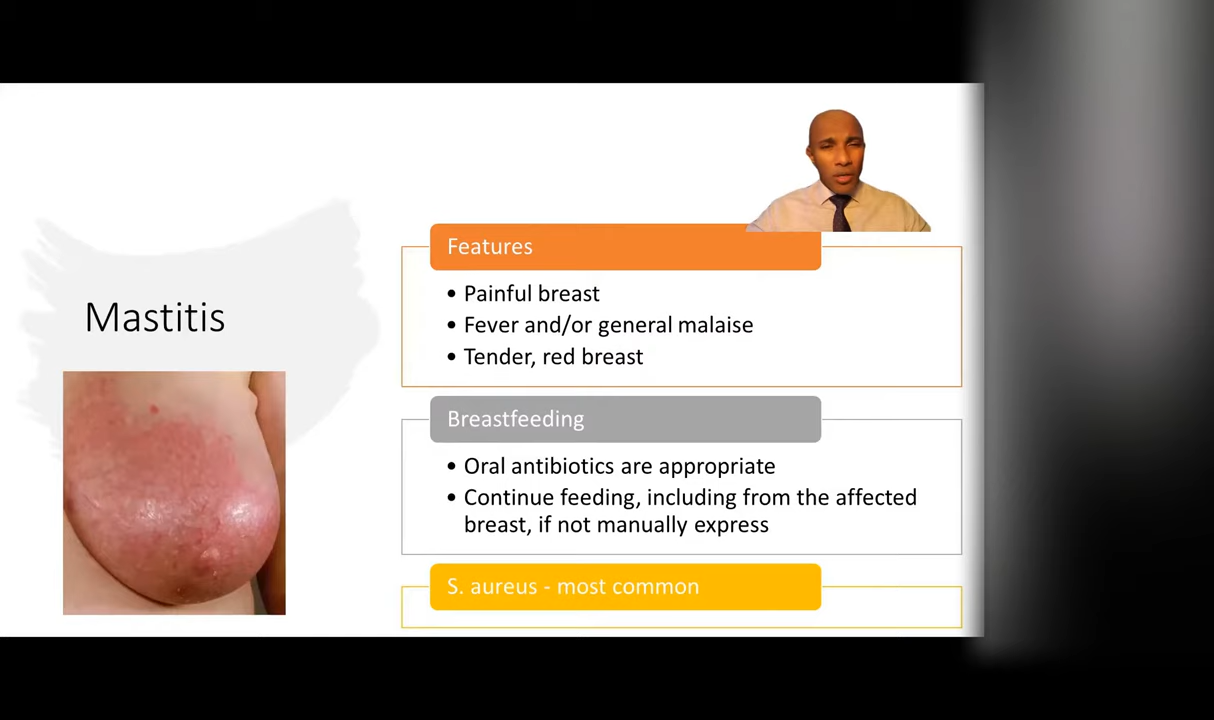 Mastitis
Features
• Painful breast
• Fever and/or general malaise
• Tender, red breast
Breastfeeding
• Oral antibiotics are appropriate
• Continue feeding, including from the affected
breast, if not manually express
S. aureus - most common